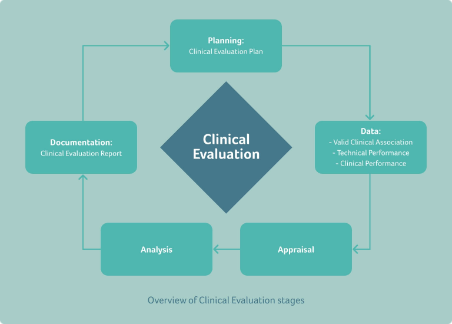 Planning:
Clinical Evaluation Plan
Clinical
Evaluation
Documentation:
Clinical Evaluation Report
Data:
- Valid Clinical Association
- Technical Performance
- Clinical Performance
Analysis
Appraisal
Overview of Clinical Evaluation stages